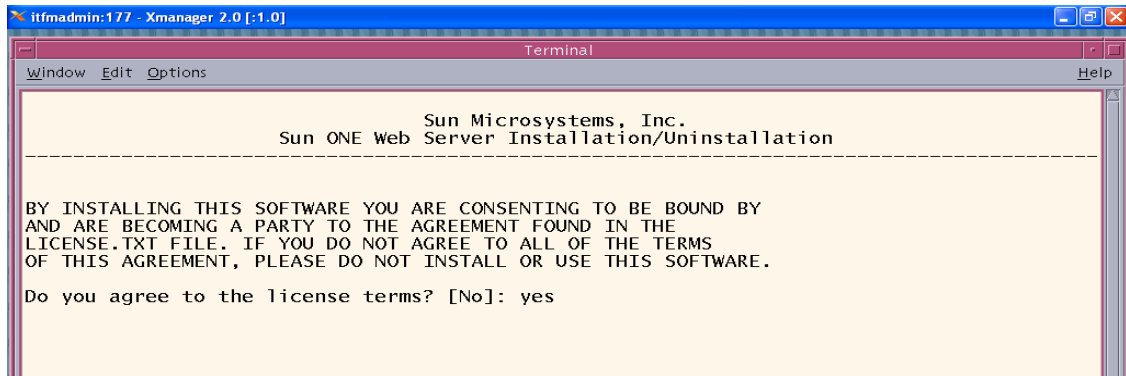 itfmadmin:177 - Xmanager 2.0 [:1.0]
Terminal
Window Edit Options Help
Sun Microsystems, Inc.
Sun ONE Web Server Installation/Uninstallation
BY INSTALLING THIS SOFTWARE YOU ARE CONSENTING TO BE BOUND BY
AND ARE BECOMING A PARTY TO THE AGREEMENT FOUND IN THE
LICENSE.TXT FILE. IF YOU DO NOT AGREE TO ALL OF THE TERMS
OF THIS AGREEMENT, PLEASE DO NOT INSTALL OR USE THIS SOFTWARE.
Do you agree to the license terms? [No]: yes